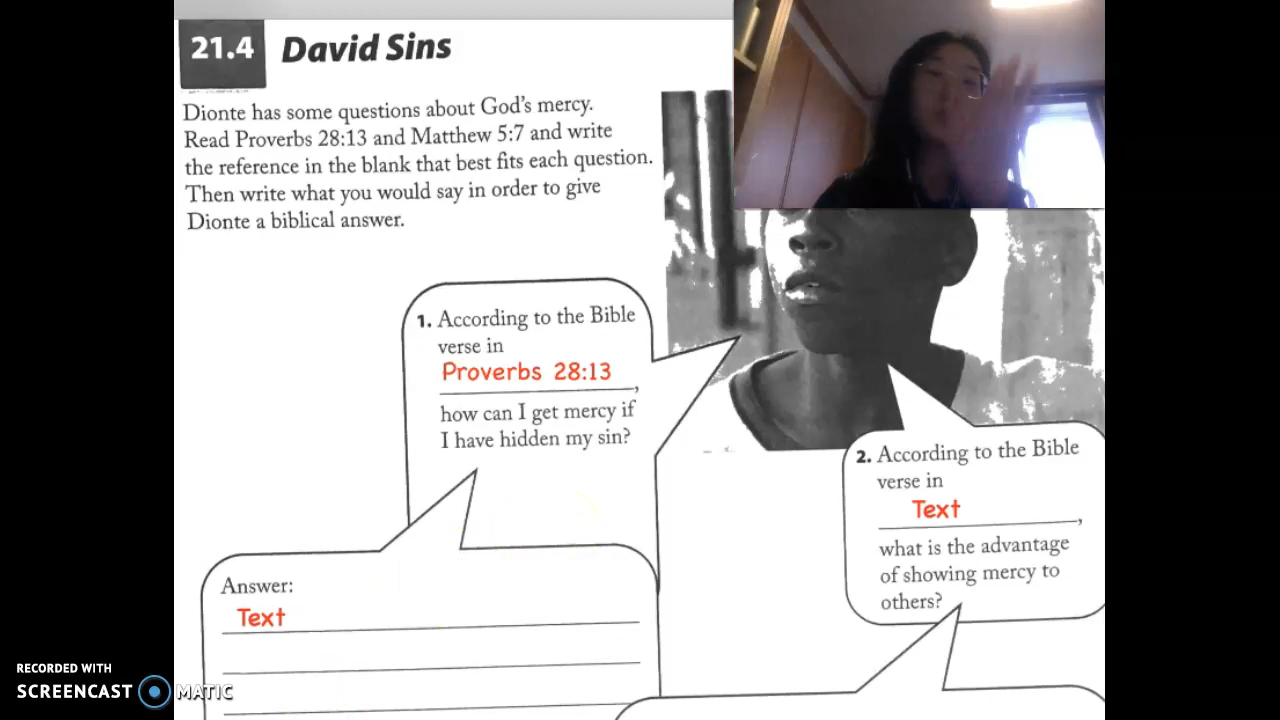 21.4 David Sins
Dionte has some questions about God's mercy.
Read Proverbs 28:13 and Matthew 5:7 and write
the reference in the blank that best fits each question.
Then write what you would say in order to give
Dionte a biblical answer.
1. According to the Bible
verse in
Proverbs 28:13
,
how can I get mercy if
I have hidden my sin?
2. According to the Bible
verse in
Text
,
what is the advantage
of showing mercy to
others?
Answer:
Text
RECORDED WITH
SCREENCAST MATIC